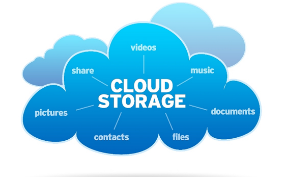 videos
share
music
CLOUD
STORAGE
pictures
documents
contacts
files